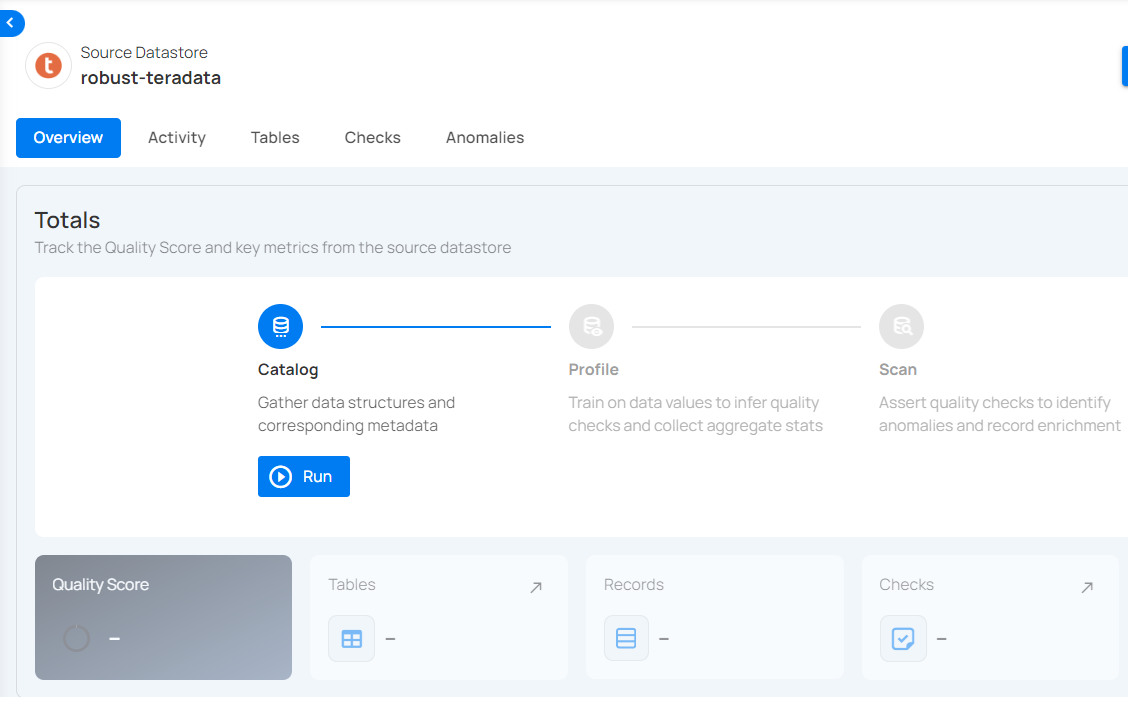 Source Datastore
robust-teradata
Overview
Activity
Tables
Checks
Anomalies
Totals
Track the Quality Score and key metrics from the source datastore
Catalog
Gather data structures and
corresponding metadata
Run
Profile
Train on data values to infer quality
checks and collect aggregate stats
Scan
Assert quality checks to identify
anomalies and record enrichment
Quality Score
–
Tables
–
Records
–
Checks
–